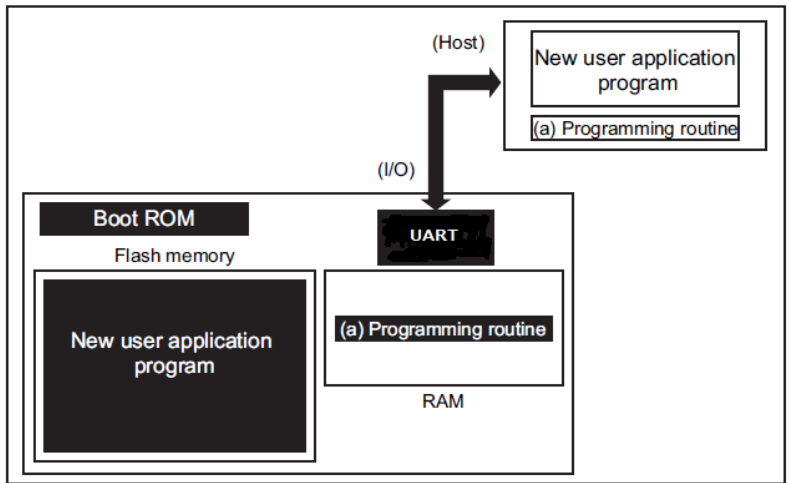 (Host)
New user application
program
(a) Programming routine
(I/O)
Boot ROM
UART
Flash memory
New user application
program
(a) Programming routine
RAM